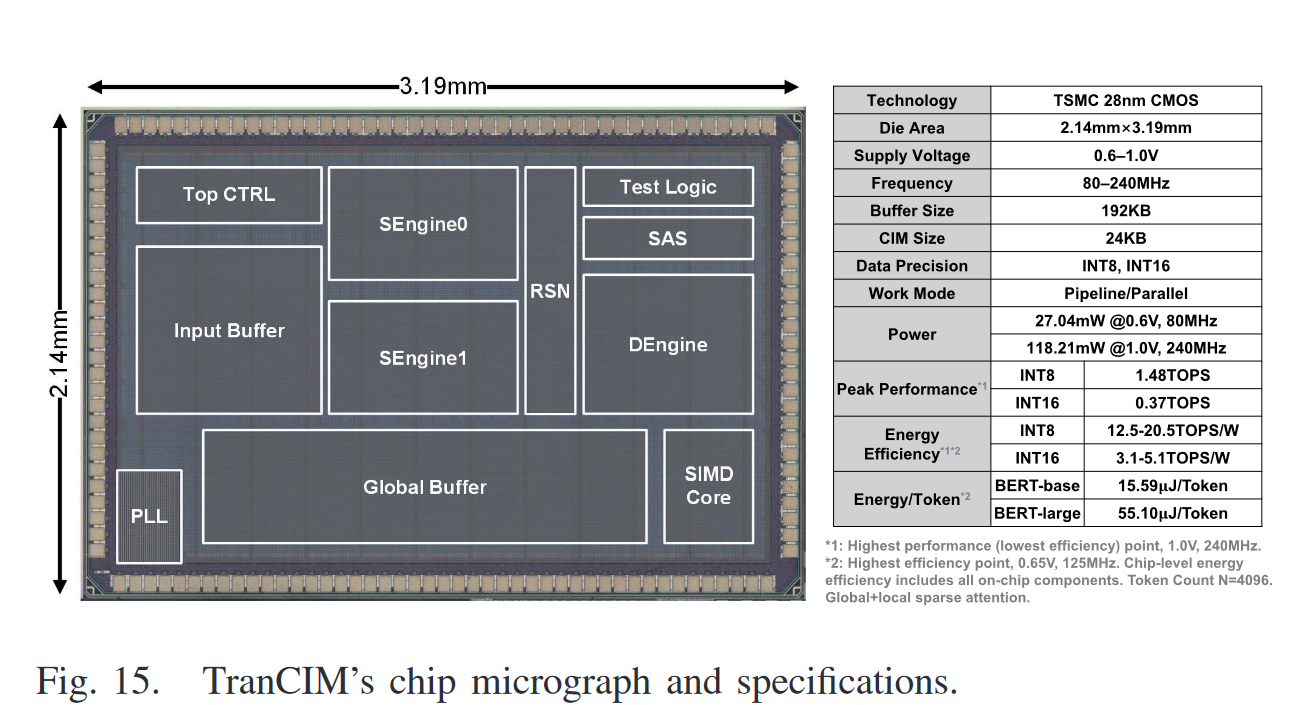 3.19mm
2.14mm
Top CTRL
SEngine0
RSN
Test Logic
SAS
Input Buffer
SEngine1
DEngine
Global Buffer
SIMD
Core
PLL
Technology TSMC 28nm CMOS
Die Area 2.14mm×3.19mm
Supply Voltage 0.6–1.0V
Frequency 80–240MHz
Buffer Size 192KB
CIM Size 24KB
Data Precision INT8, INT16
Work Mode Pipeline/Parallel
Power 27.04mW @0.6V, 80MHz
118.21mW @1.0V, 240MHz
Peak Performance*1 INT8 1.48TOPS
INT16 0.37TOPS
Energy
Efficiency*1*2 INT8 12.5-20.5TOPS/W
INT16 3.1-5.1TOPS/W
Energy/Token*2 BERT-base 15.59μJ/Token
BERT-large 55.10μJ/Token
*1: Highest performance (lowest efficiency) point, 1.0V, 240MHz.
*2: Highest efficiency point, 0.65V, 125MHz. Chip-level energy
efficiency includes all on-chip components. Token Count N=4096.
Global+local sparse attention.
Fig. 15. TranCIM's chip micrograph and specifications.